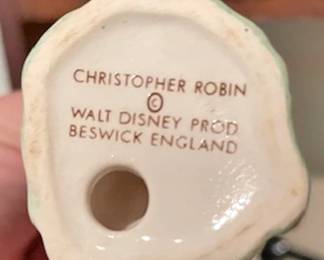 CHRISTOPHER ROBIN
©
WALT DISNEY PROD
BESWICK ENGLAND